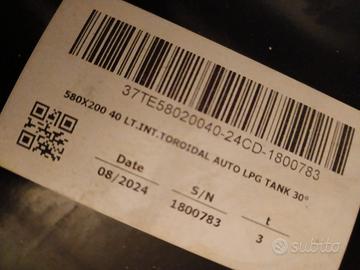 37TE58020040-24CD-1800783
580X200 40 LT.INT.TOROIDAL AUTO LPG TANK 30°
Date
08/2024
S/N
1800783
t
3
subito